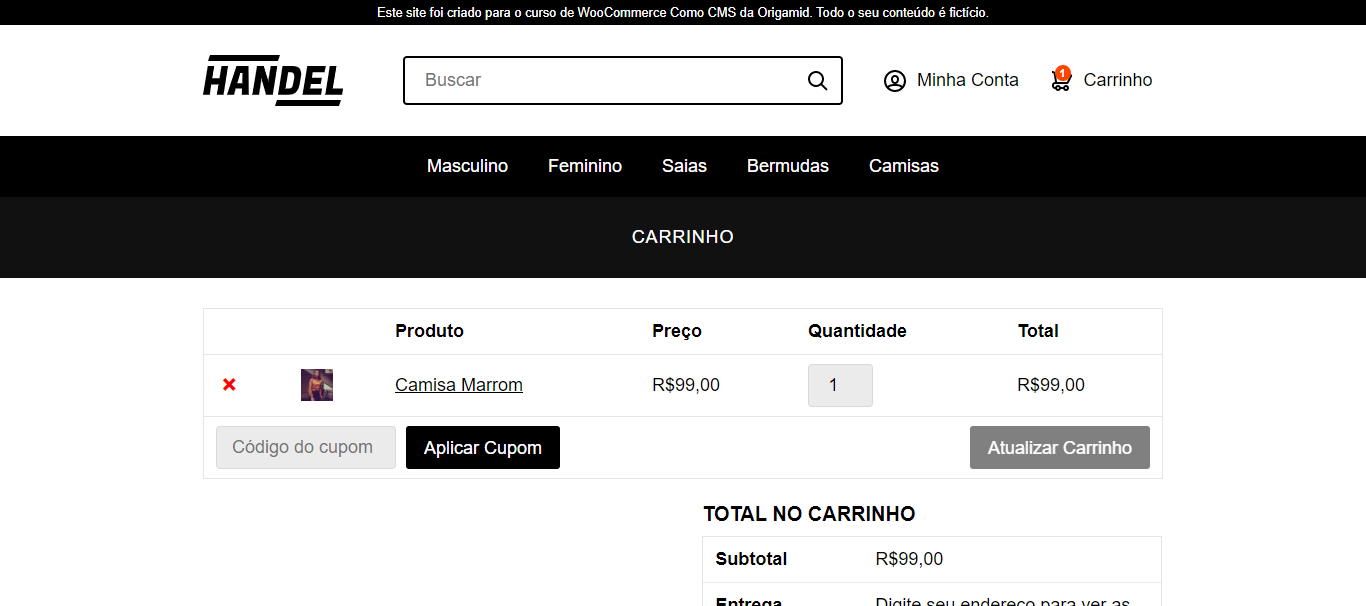 Este site foi criado para o curso de WooCommerce Como CMS da Origamid. Todo o seu conteúdo é fictício.
HANDEL
Buscar
Minha Conta
1
Carrinho
Masculino Feminino Saias Bermudas Camisas
CARRINHO
Produto Preço Quantidade Total
Camisa Marrom R$99,00 1 R$99,00
Código do cupom Aplicar Cupom Atualizar Carrinho
TOTAL NO CARRINHO
Subtotal R$99,00
Entrega Digite seu endereço para ver as